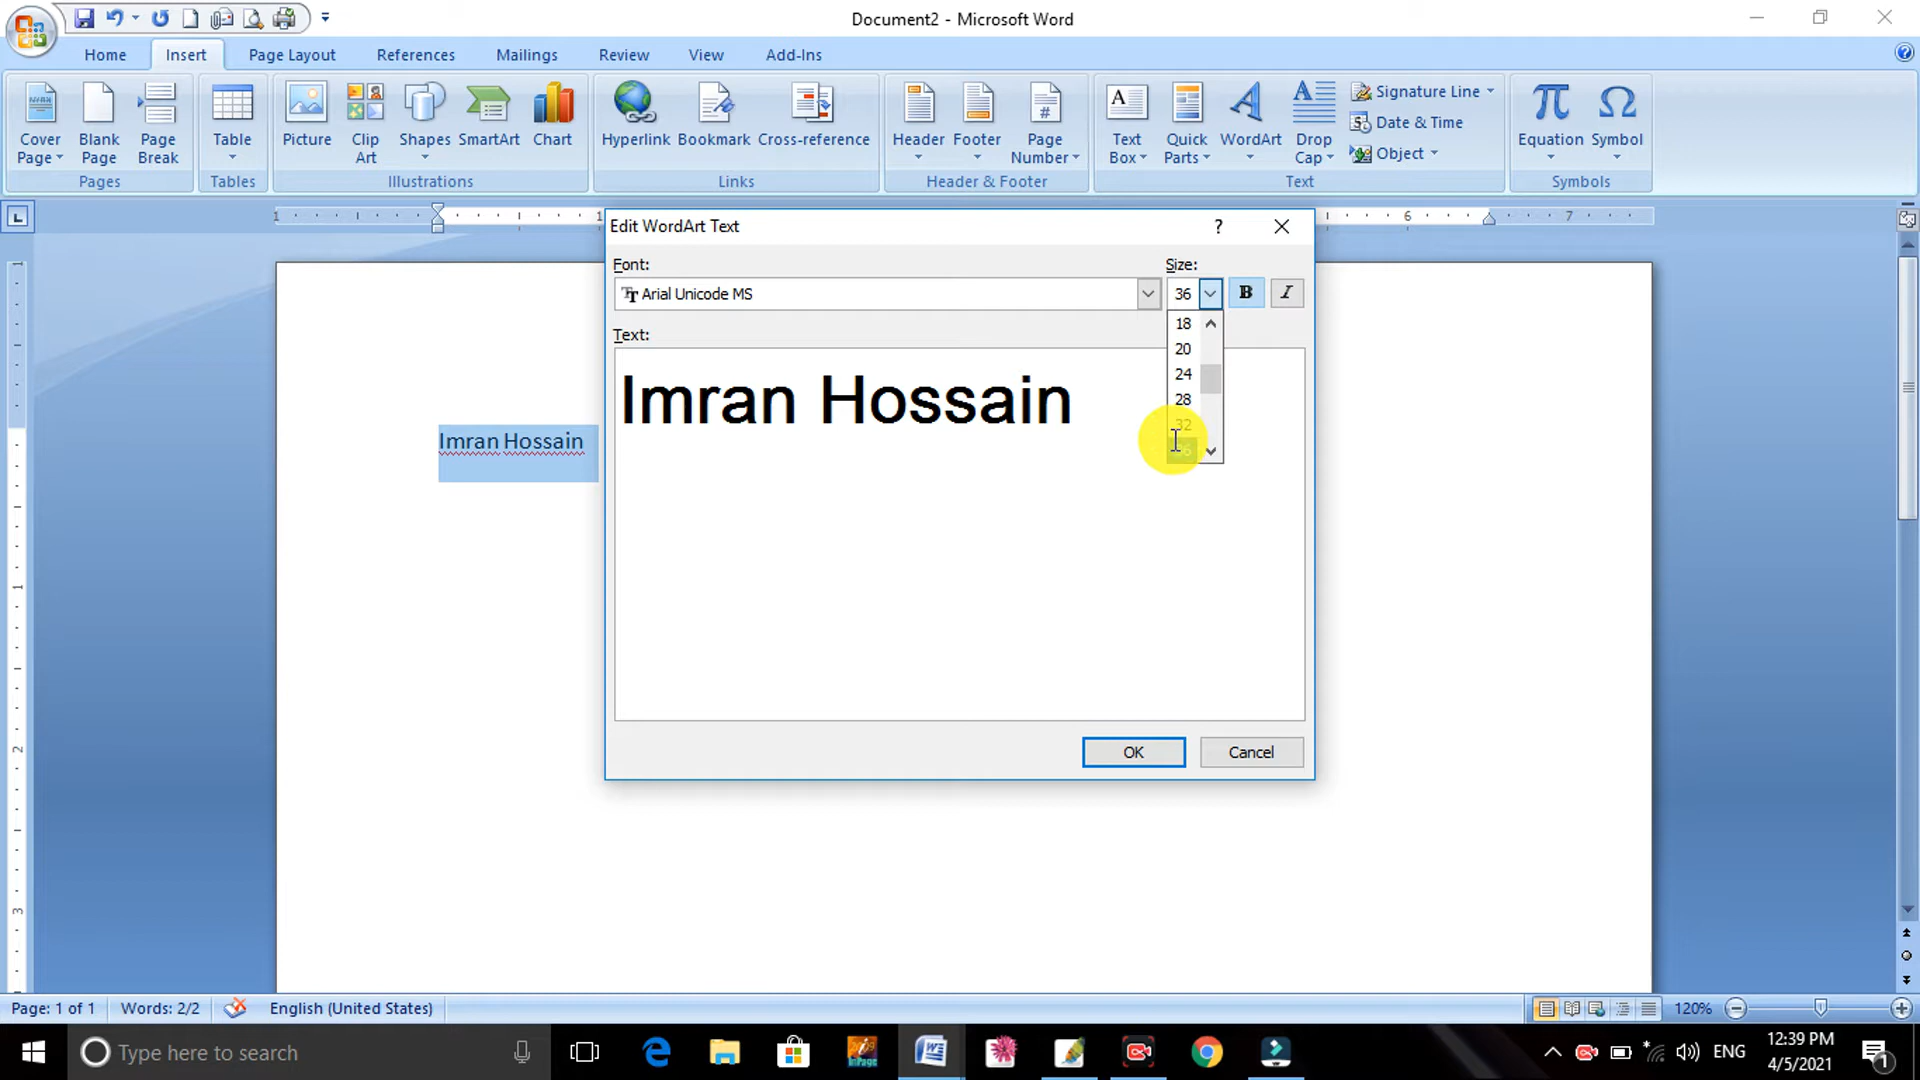 Document2 - Microsoft Word
Home Insert Page Layout References Mailings Review View Add-Ins
Cover Page
Blank Page
Page Break
Table
Picture
Clip Art
Shapes
SmartArt
Chart
Hyperlink
Bookmark
Cross-reference
Header
Footer
Page Number
Text Box
Quick Parts
WordArt
Drop Cap
Signature Line
Date & Time
Object
Equation
Symbol
Pages Tables Illustrations Links Header & Footer Text Symbols
Edit WordArt Text
Font:
Size:
Arial Unicode MS
36
B
I
18
20
24
28
32
36
Text:
Imran Hossain
Imran Hossain
OK
Cancel
Page: 1 of 1
Words: 2/2
English (United States)
120%
Type here to search
ENG
12:39 PM
4/5/2021